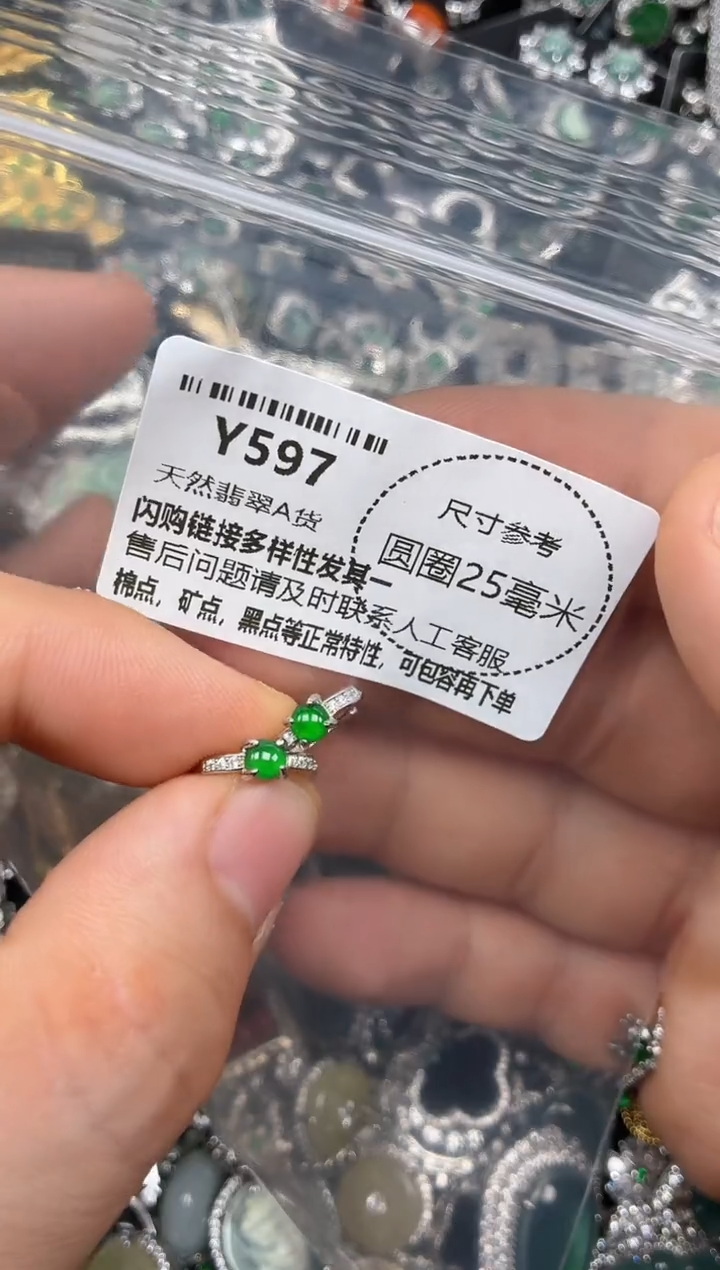 Y597
天然翡翠A货
闪购链接多样性发其一
售后问题请及时联系人工客服
棉点，矿点，黑点等正常特性，可包容再下单
尺寸参考
圆圈25毫米